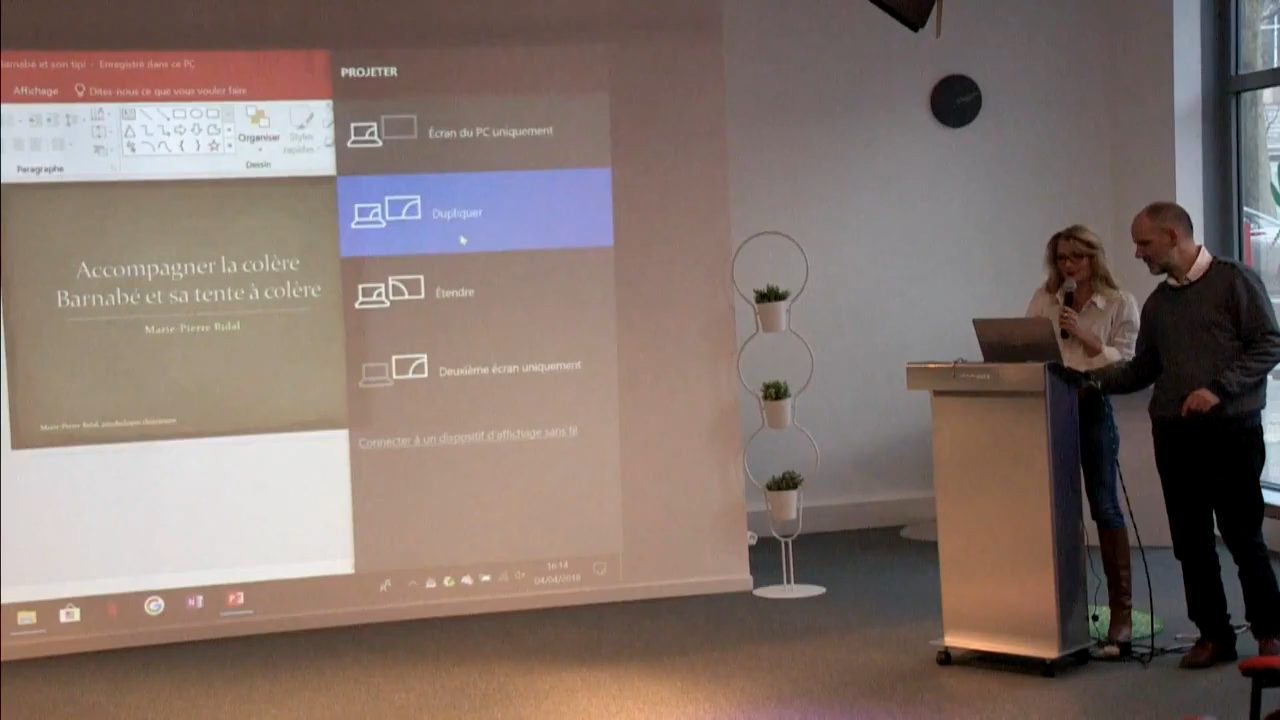 Barnabé et son tipi - Enregistré dans ce PC
Affichage
Dites-nous ce que vous voulez faire
Organiser
Styles
rapides
Paragraphe
Dessin
Accompagner la colère
Barnabé et sa tente à colère
Marie-Pierre Bidal
PROJETER
Écran du PC uniquement
Dupliquer
Étendre
Deuxième écran uniquement
Connecter à un dispositif d'affichage sans fil
16:14
04/04/2018